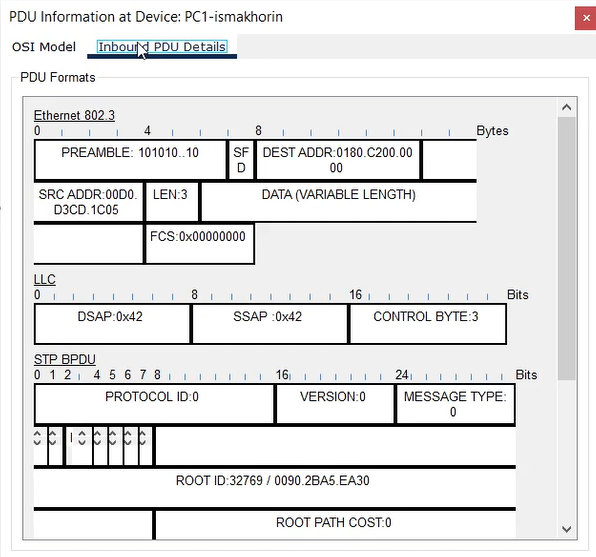 PDU Information at Device: PC1-ismakhorin
OSI Model Inbound PDU Details
PDU Formats
Ethernet 802.3
0 4 8 Bytes
PREAMBLE: 101010..10 SF D DEST ADDR:0180.C200.00 00
SRC ADDR:00D0. D3CD.1C05 LEN:3 DATA (VARIABLE LENGTH)
FCS:0x00000000
LLC
0 8 16 Bits
DSAP:0x42 SSAP :0x42 CONTROL BYTE:3
STP BPDU
0 1 2 4 5 6 7 8 16 24 Bits
PROTOCOL ID:0 VERSION:0 MESSAGE TYPE: 0
ROOT ID:32769 / 0090.2BA5.EA30
ROOT PATH COST:0